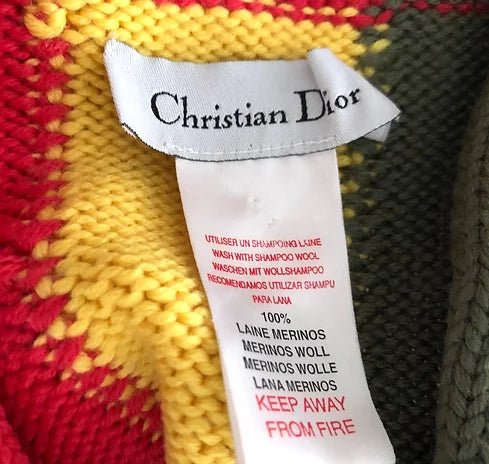 Christian Dior
UTILISER UN SHAMPOING LAINE
WASH WITH SHAMPOO WOOL
WASCHEN MIT WOLLSHAMPOO
RECOMENDAMOS UTILIZAR SHAMPU
PARA LANA
100%
LAINE MERINOS
MERINOS WOLL
MERINOS WOLLE
LANA MERINOS
KEEP AWAY
FROM FIRE